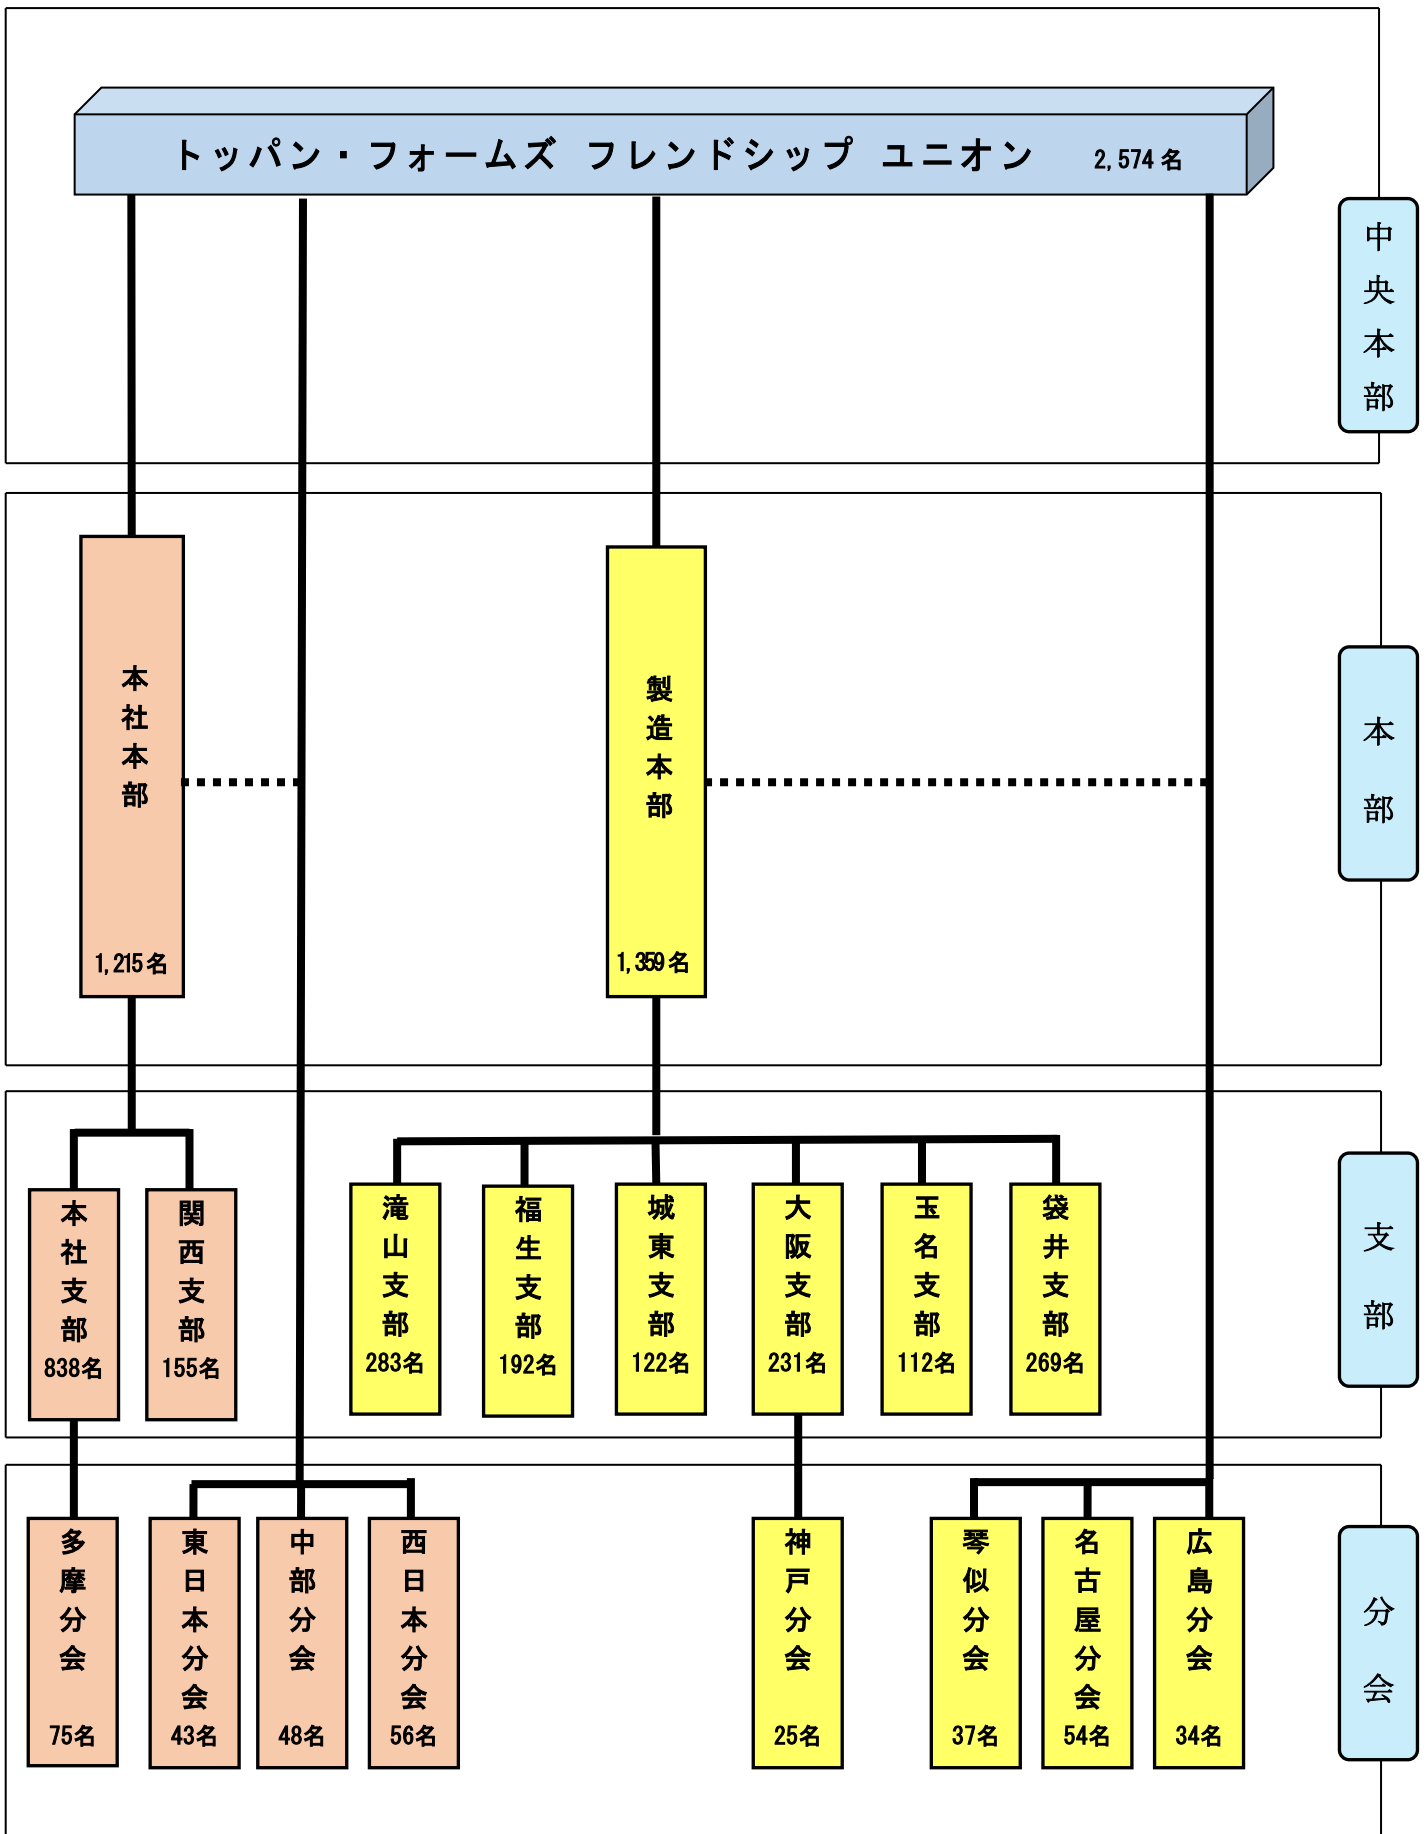 トッパン・フォームズ フレンドシップ ユニオン 2,574名
中央本部
本社本部
1,215名
製造本部
1,359名
本部
本社支部
838名
関西支部
155名
滝山支部
283名
福生支部
192名
城東支部
122名
大阪支部
231名
玉名支部
112名
袋井支部
269名
支部
多摩分会
75名
東日本分会
43名
中部分会
48名
西日本分会
56名
神戸分会
25名
琴似分会
37名
名古屋分会
54名
広島分会
34名
分会